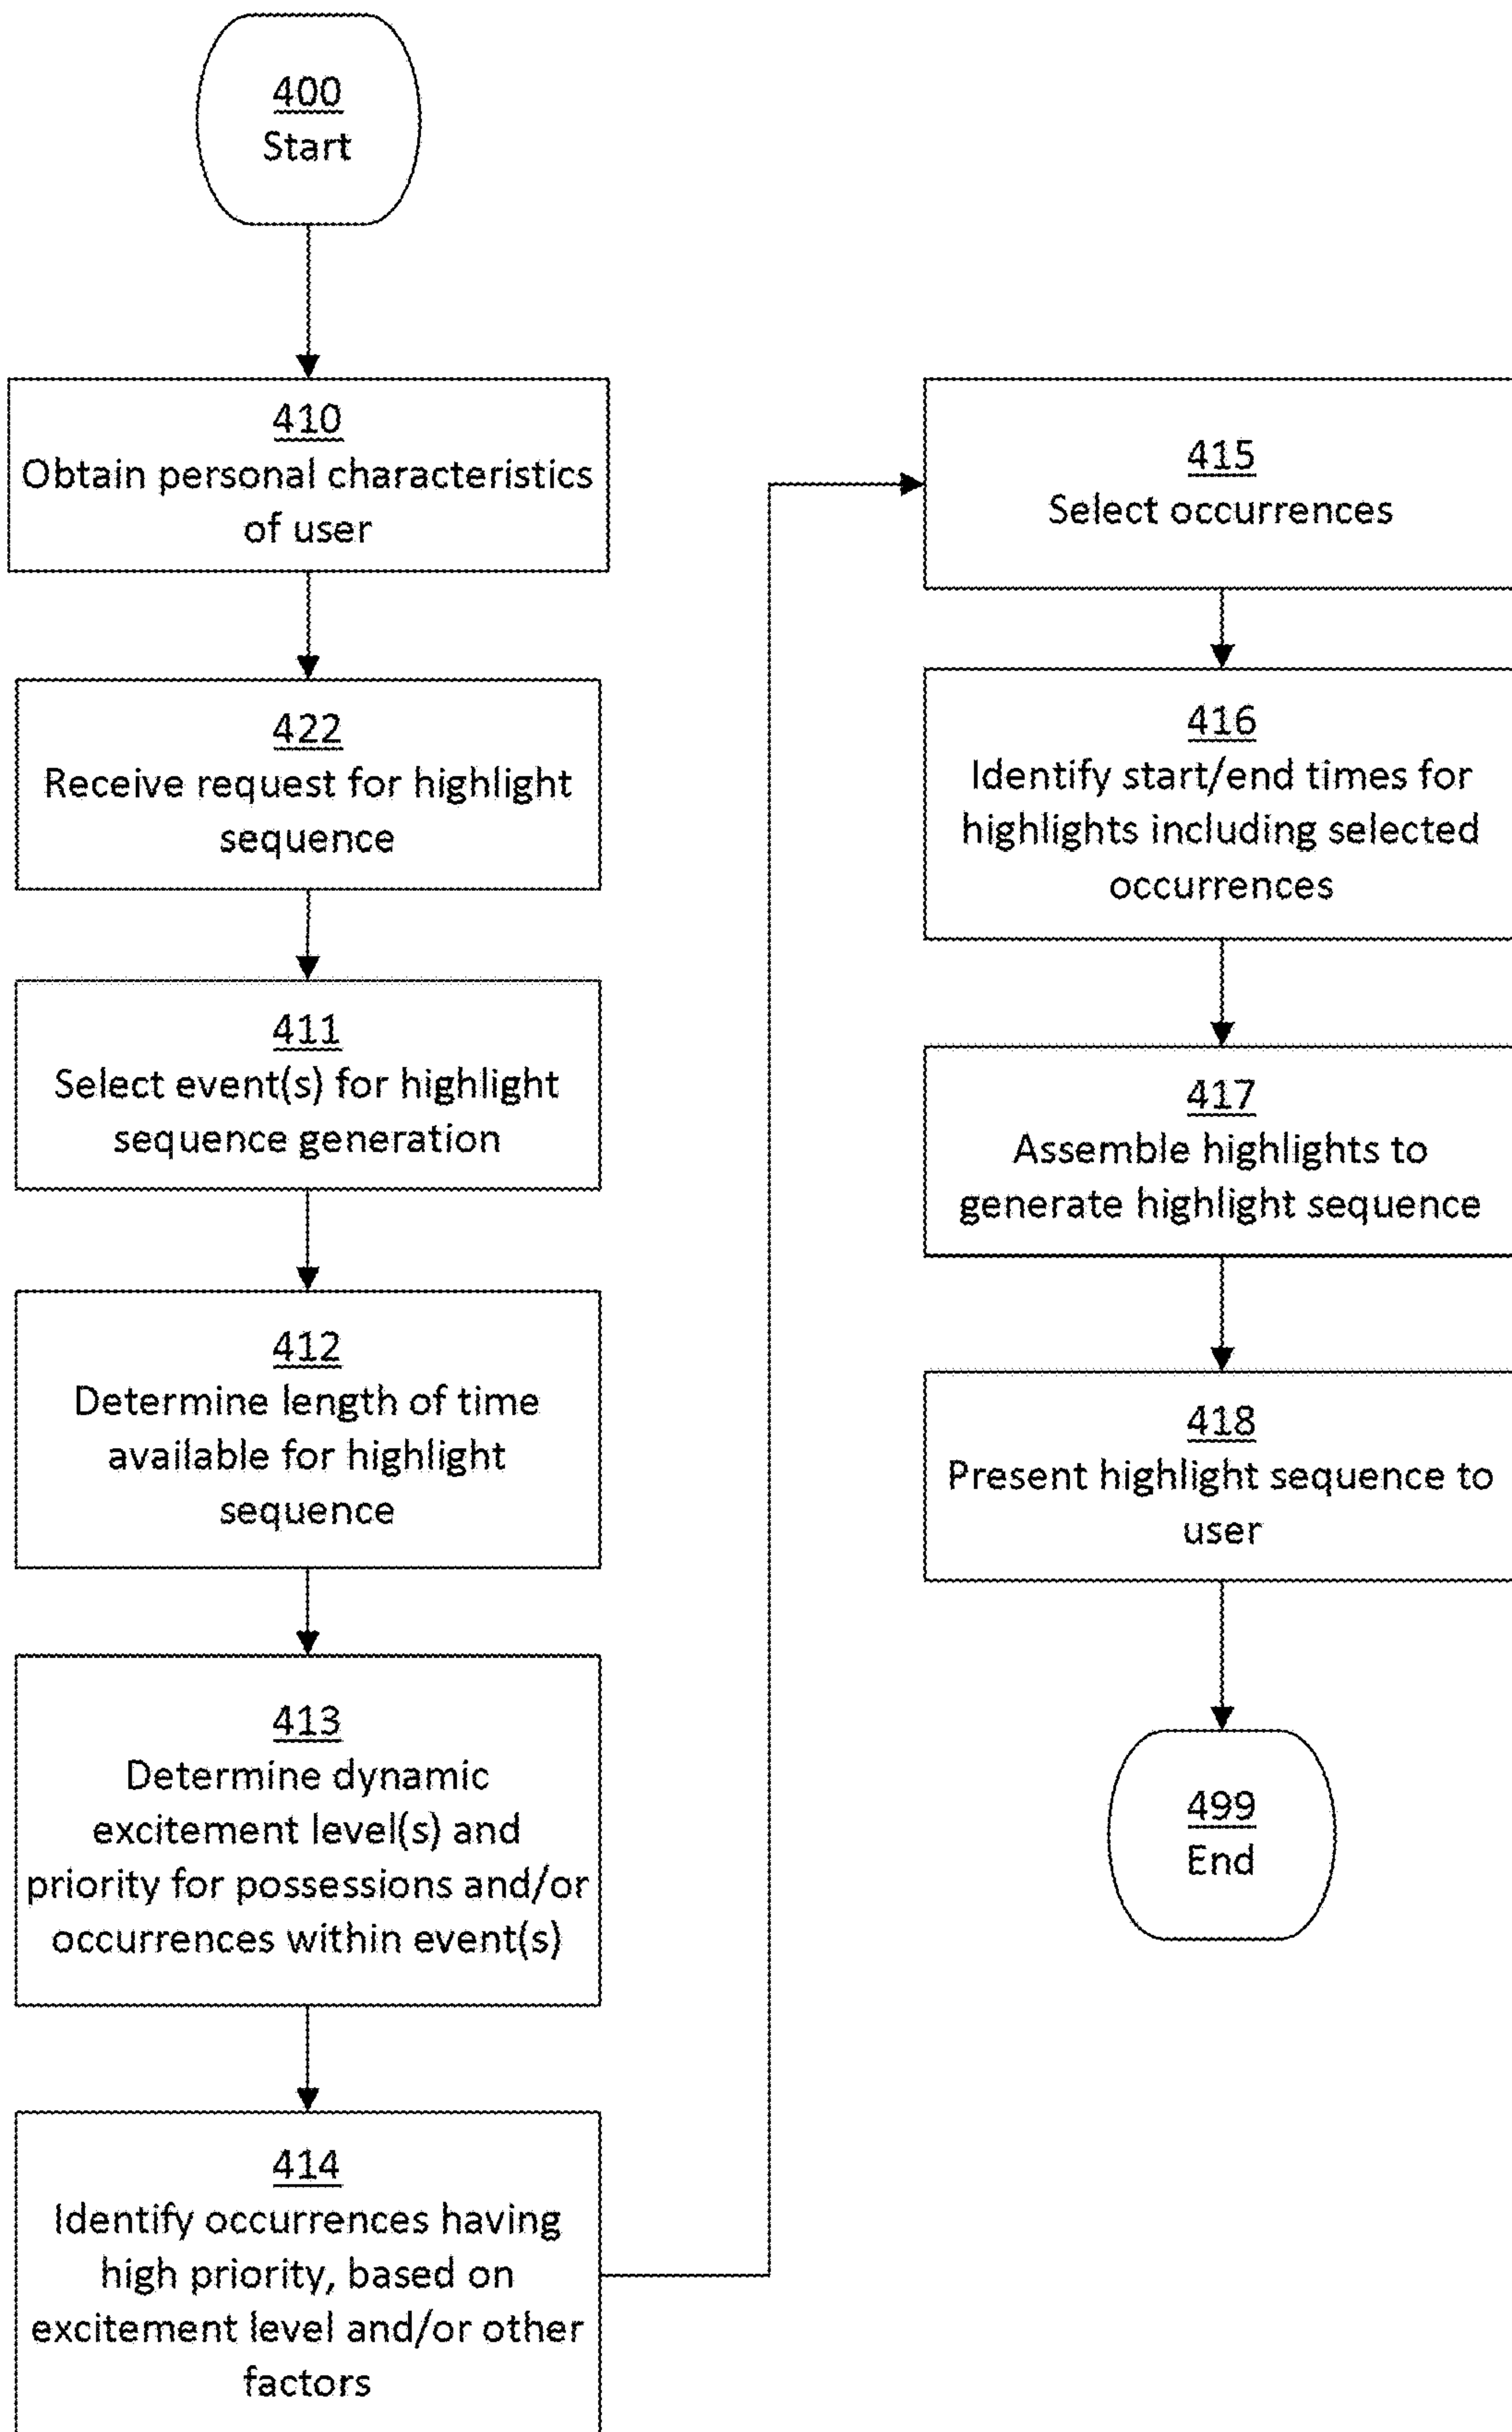 400
Start
410
Obtain personal characteristics
of user
422
Receive request for highlight
sequence
411
Select event(s) for highlight
sequence generation
412
Determine length of time
available for highlight
sequence
413
Determine dynamic
excitement level(s) and
priority for possessions and/or
occurrences within event(s)
414
Identify occurrences having
high priority, based on
excitement level and/or other
factors
415
Select occurrences
416
Identify start/end times for
highlights including selected
occurrences
417
Assemble highlights to
generate highlight sequence
418
Present highlight sequence to
user
499
End